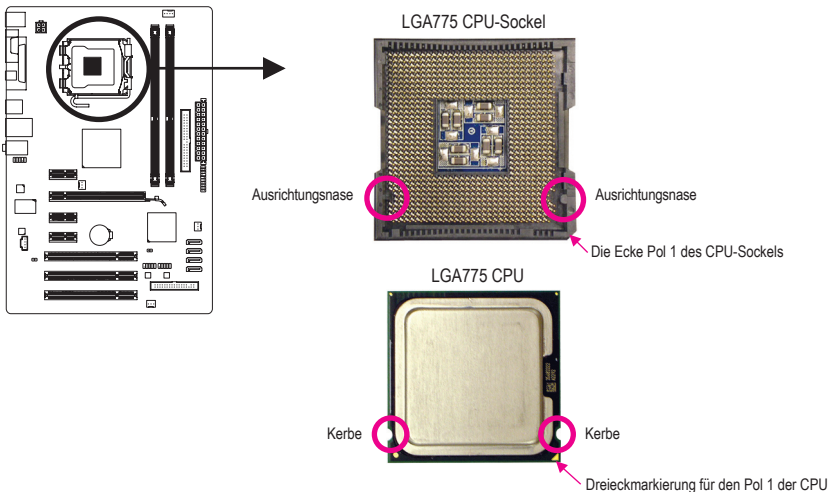 LGA775 CPU-Sockel
Ausrichtungsnase
Ausrichtungsnase
Die Ecke Pol 1 des CPU-Sockels
LGA775 CPU
Kerbe
Kerbe
Dreieckmarkierung für den Pol 1 der CPU